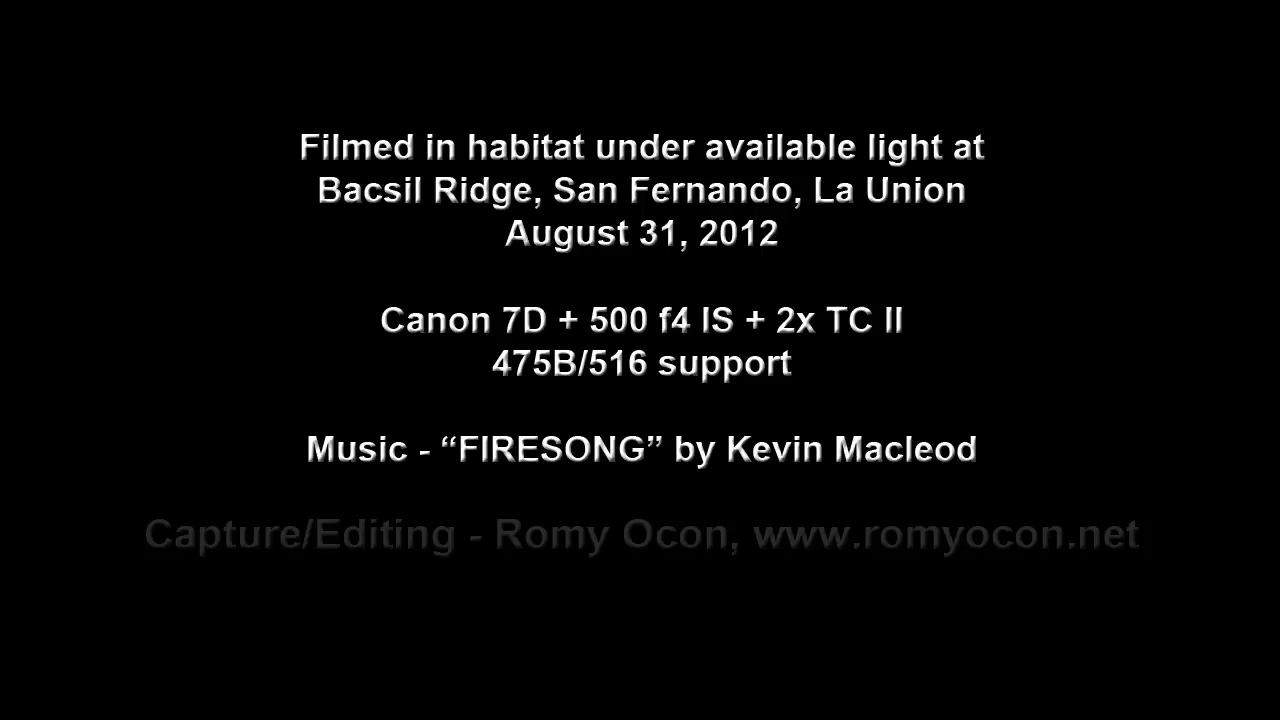 Filmed in habitat under available light at
Bacsil Ridge, San Fernando, La Union
August 31, 2012
Canon 7D + 500 f4 IS + 2x TC II
475B/516 support
Music - “FIRESONG” by Kevin Macleod
Capture/Editing - Romy Ocon, www.romyocon.net